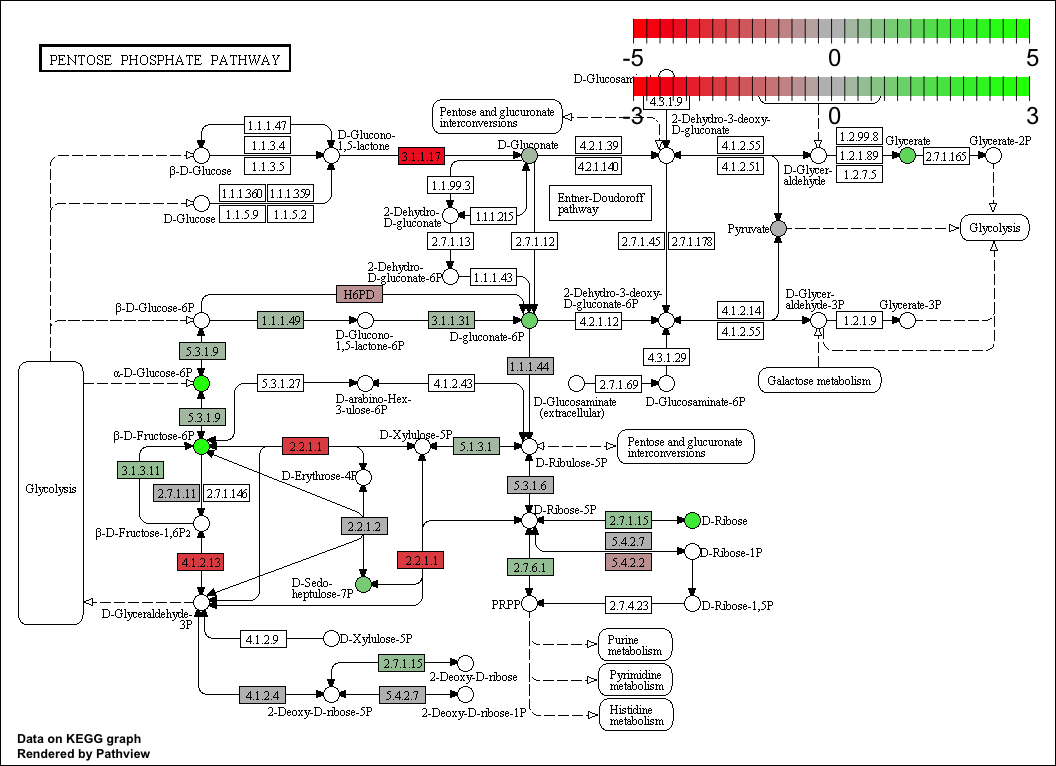 PENTOSE PHOSPHATE PATHWAY
-5 0 5
-3 0 3
D-Glucosami
4.3.1.9
Pentose and glucuronate
interconversions
2-Dehydro-3-deoxy-
D-gluconate
1.1.1.47
1.1.3.4
1.1.3.5
D-Glucono-
1,5-lactone
β-D-Glucose
3.1.1.17
D-Gluconate
4.2.1.39
4.2.1.140
4.1.2.55
4.1.2.51
D-Glycer-
aldehyde
1.2.99.8
1.2.1.89
1.2.7.5
Glycerate
2.7.1.165
Glycerate-2P
1.1.1.360
1.1.1.359
1.1.5.9
1.1.5.2
D-Glucose
1.1.99.3
2-Dehydro-
D-gluconate
1.1.1.215
Entner-Doudoroff
pathway
2.7.1.13
2.7.1.12
2.7.1.45
2.7.1.178
Pyruvate
Glycolysis
2-Dehydro-
D-gluconate-6P
1.1.1.43
H6PD
β-D-Glucose-6P
1.1.1.49
D-Glucono-
1,5-lactone-6P
3.1.1.31
D-gluconate-6P
2-Dehydro-3-deoxy-
D-gluconate-6P
4.2.1.12
4.1.2.14
4.1.2.55
D-Glycer-
aldehyde-3P
1.2.1.9
Glycerate-3P
5.3.1.9
1.1.1.44
4.3.1.29
α-D-Glucose-6P
5.3.1.27
D-arabino-Hex-
3-ulose-6P
4.1.2.43
D-Glucosaminate
(extracellular)
2.7.1.69
D-Glucosaminate-6P
Galactose metabolism
5.3.1.9
β-D-Fructose-6P
2.2.1.1
D-Xylulose-5P
5.1.3.1
D-Ribulose-5P
Pentose and glucuronate
interconversions
3.1.3.11
2.7.1.11
2.7.1.146
D-Erythrose-4P
5.3.1.6
Glycolysis
β-D-Fructose-1,6P2
2.2.1.2
D-Ribose-5P
2.7.1.15
D-Ribose
5.4.2.7
5.4.2.2
D-Ribose-1P
4.1.2.13
2.2.1.1
2.7.6.1
D-Sedo-
heptulose-7P
D-Glyceraldehyde-
3P
PRPP
2.7.4.23
D-Ribose-1,5P
4.1.2.9
D-Xylulose-5P
Purine
metabolism
2.7.1.15
2-Deoxy-D-ribose
Pyrimidine
metabolism
4.1.2.4
2-Deoxy-D-ribose-5P
5.4.2.7
2-Deoxy-D-ribose-1P
Histidine
metabolism
Data on KEGG graph
Rendered by Pathview